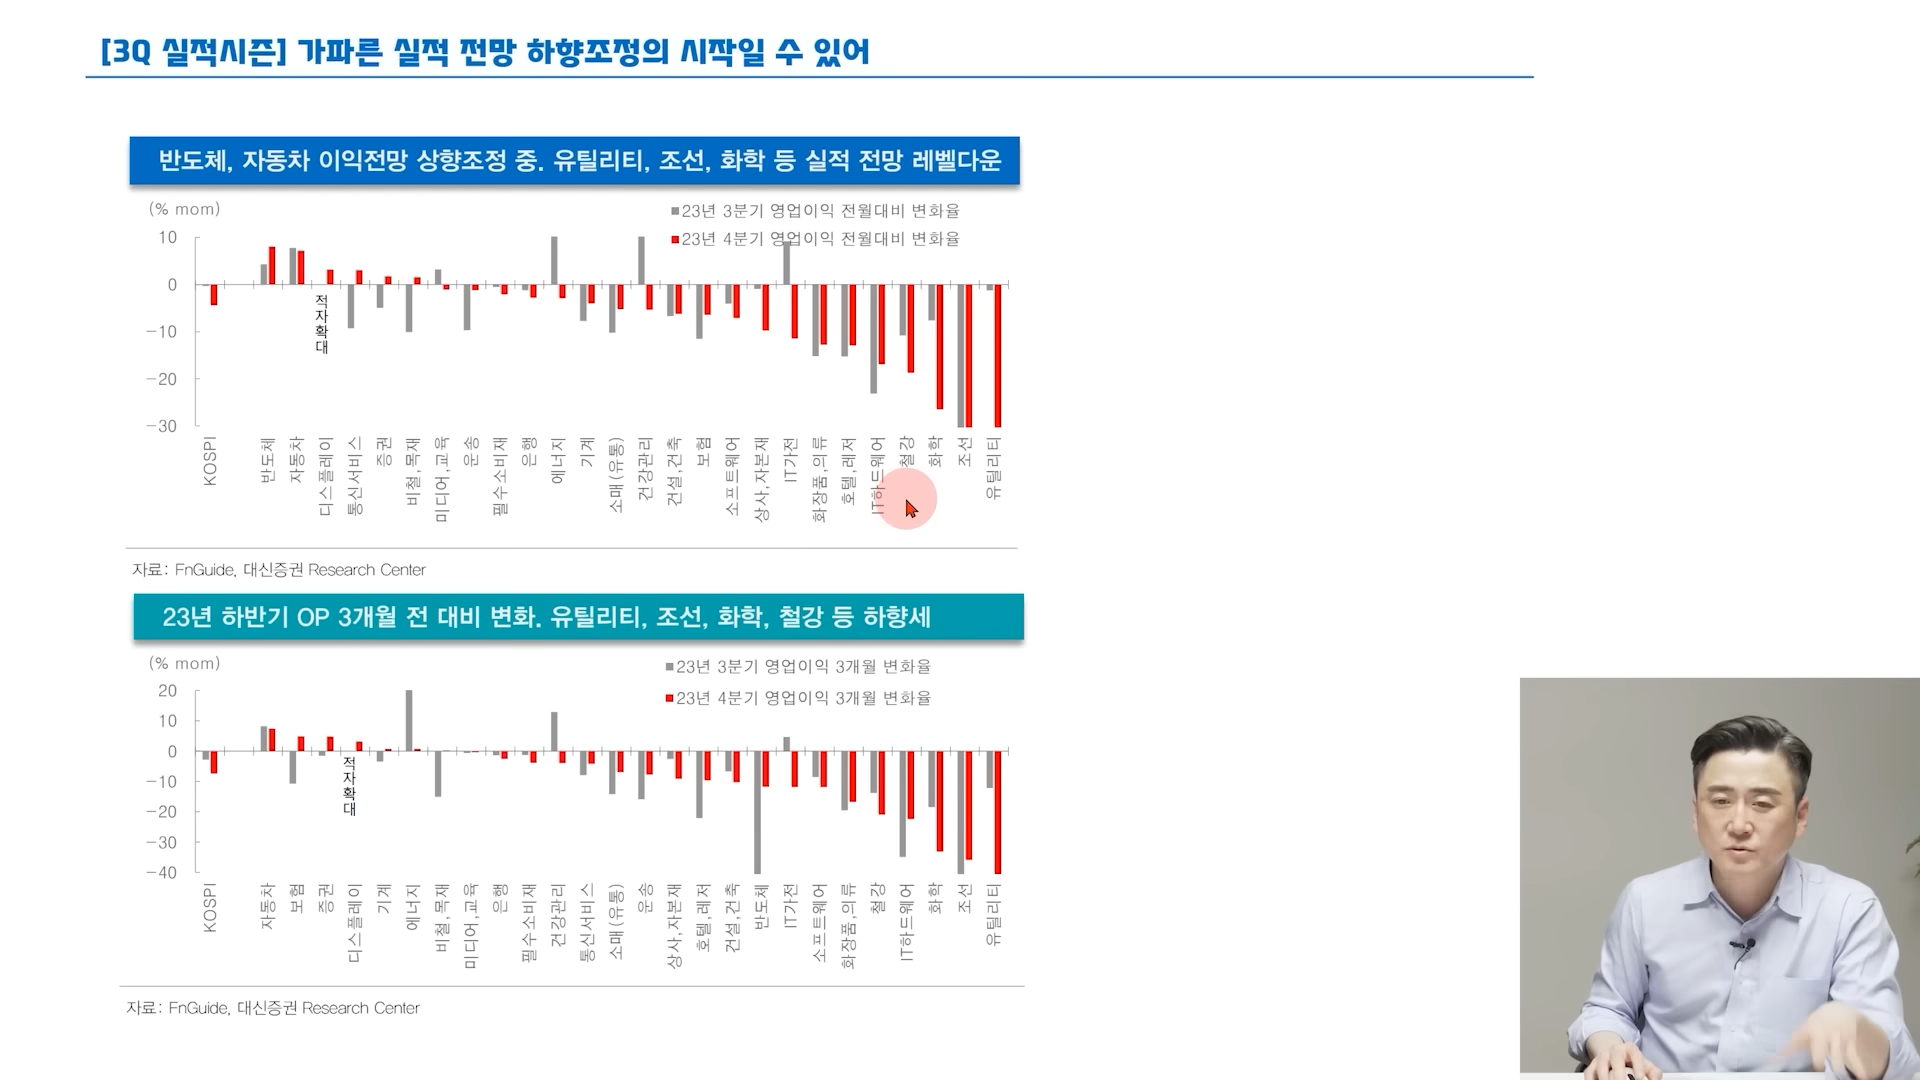 [3Q 실적시즌] 가파른 실적 전망 하향조정의 시작일 수 있어
반도체, 자동차 이익전망 상향조정 중. 유틸리티, 조선, 화학 등 실적 전망 레벨다운
(% mom)
■23년 3분기 영업이익 전월대비 변화율
■23년 4분기 영업이익 전월대비 변화율
10
0
-10
-20
-30
적자확대
KOSPI
반도체
자동차
디스플레이
통신서비스
증권
비철,목재
미디어,교육
운송
필수소비재
은행
에너지
기계
소매(유통)
건강관리
건설,건축
보험
소프트웨어
상사,자본재
IT가전
화장품,의류
호텔,레저
IT하드웨어
철강
화학
조선
유틸리티
자료: FnGuide, 대신증권 Research Center
23년 하반기 OP 3개월 전 대비 변화. 유틸리티, 조선, 화학, 철강 등 하향세
(% mom)
■23년 3분기 영업이익 3개월 변화율
■23년 4분기 영업이익 3개월 변화율
20
10
0
-10
-20
-30
-40
적자확대
KOSPI
자동차
보험
증권
디스플레이
기계
에너지
비철,목재
미디어,교육
은행
필수소비재
건강관리
통신서비스
소매(유통)
운송
상사,자본재
호텔,레저
건설,건축
반도체
IT가전
소프트웨어
화장품,의류
철강
IT하드웨어
화학
조선
유틸리티
자료: FnGuide, 대신증권 Research Center